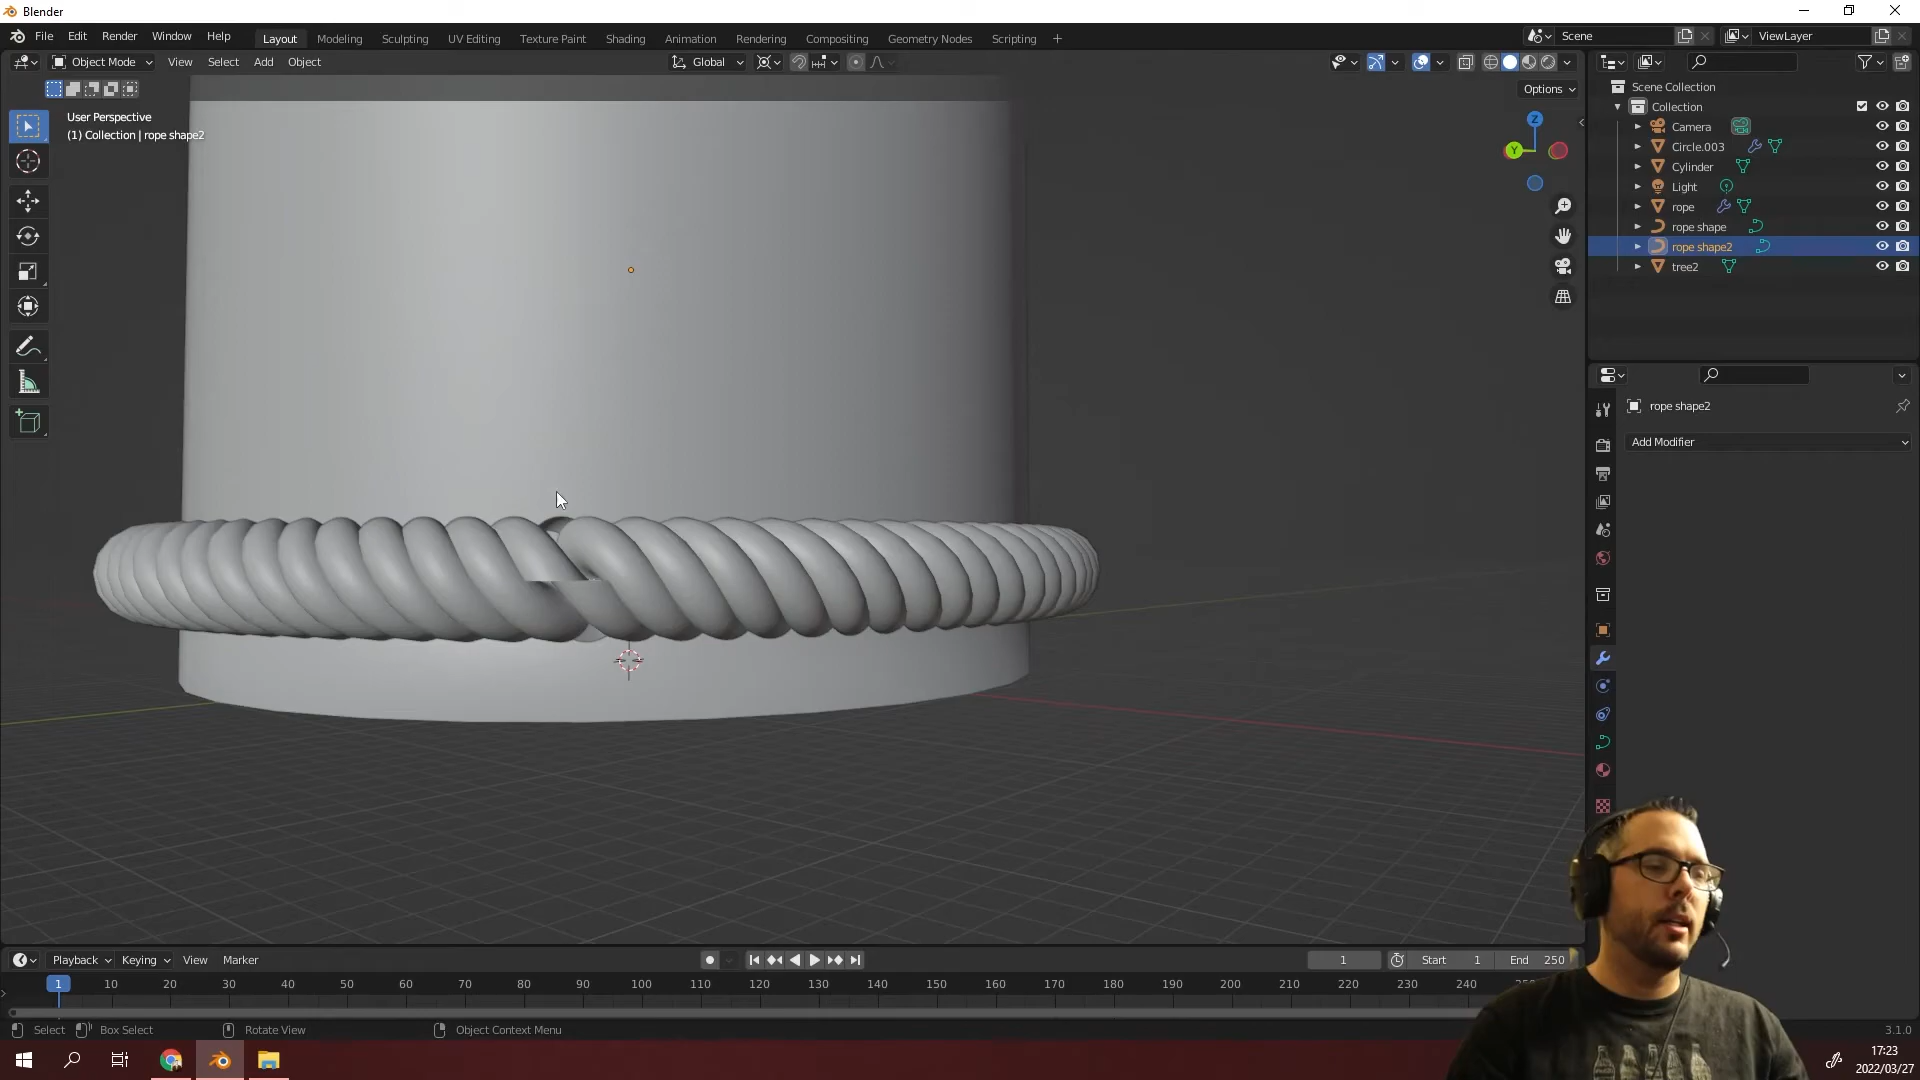 Blender
File Edit Render Window Help
Layout Modeling Sculpting UV Editing Texture Paint Shading Animation Rendering Compositing Geometry Nodes Scripting +
Scene
ViewLayer
Object Mode View Select Add Object
Global
Options
User Perspective
(1) Collection | rope shape2
Z
Y
Scene Collection
Collection
Camera
Circle.003
Cylinder
Light
rope
rope shape
rope shape2
tree2
rope shape2
Add Modifier
Playback Keying View Marker
1
Start 1 End 250
1 10 20 30 40 50 60 70 80 90 100 110 120 130 140 150 160 170 180 190 200 210 220 230 240
Select Box Select Rotate View Object Context Menu
3.1.0
17:23
2022/03/27